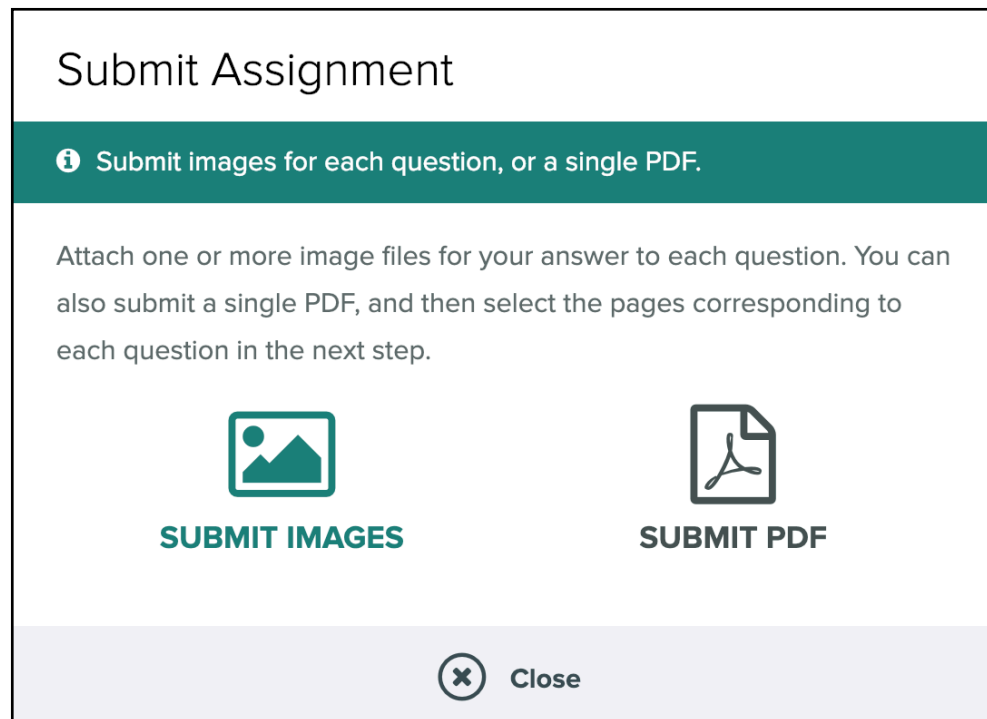 Submit Assignment
Submit images for each question, or a single PDF.
Attach one or more image files for your answer to each question. You can
also submit a single PDF, and then select the pages corresponding to
each question in the next step.
SUBMIT IMAGES
SUBMIT PDF
Close